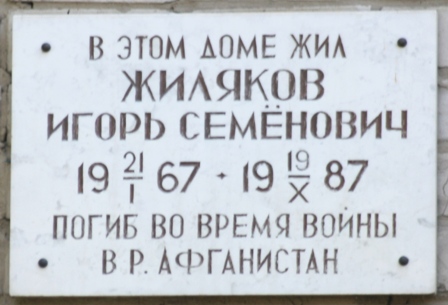 В ЭТОМ ДОМЕ ЖИЛ
ЖИЛЯКОВ
ИГОРЬ СЕМЁНОВИЧ
19 21/I 67 - 19 19/X 87
ПОГИБ ВО ВРЕМЯ ВОЙНЫ
В Р. АФГАНИСТАН